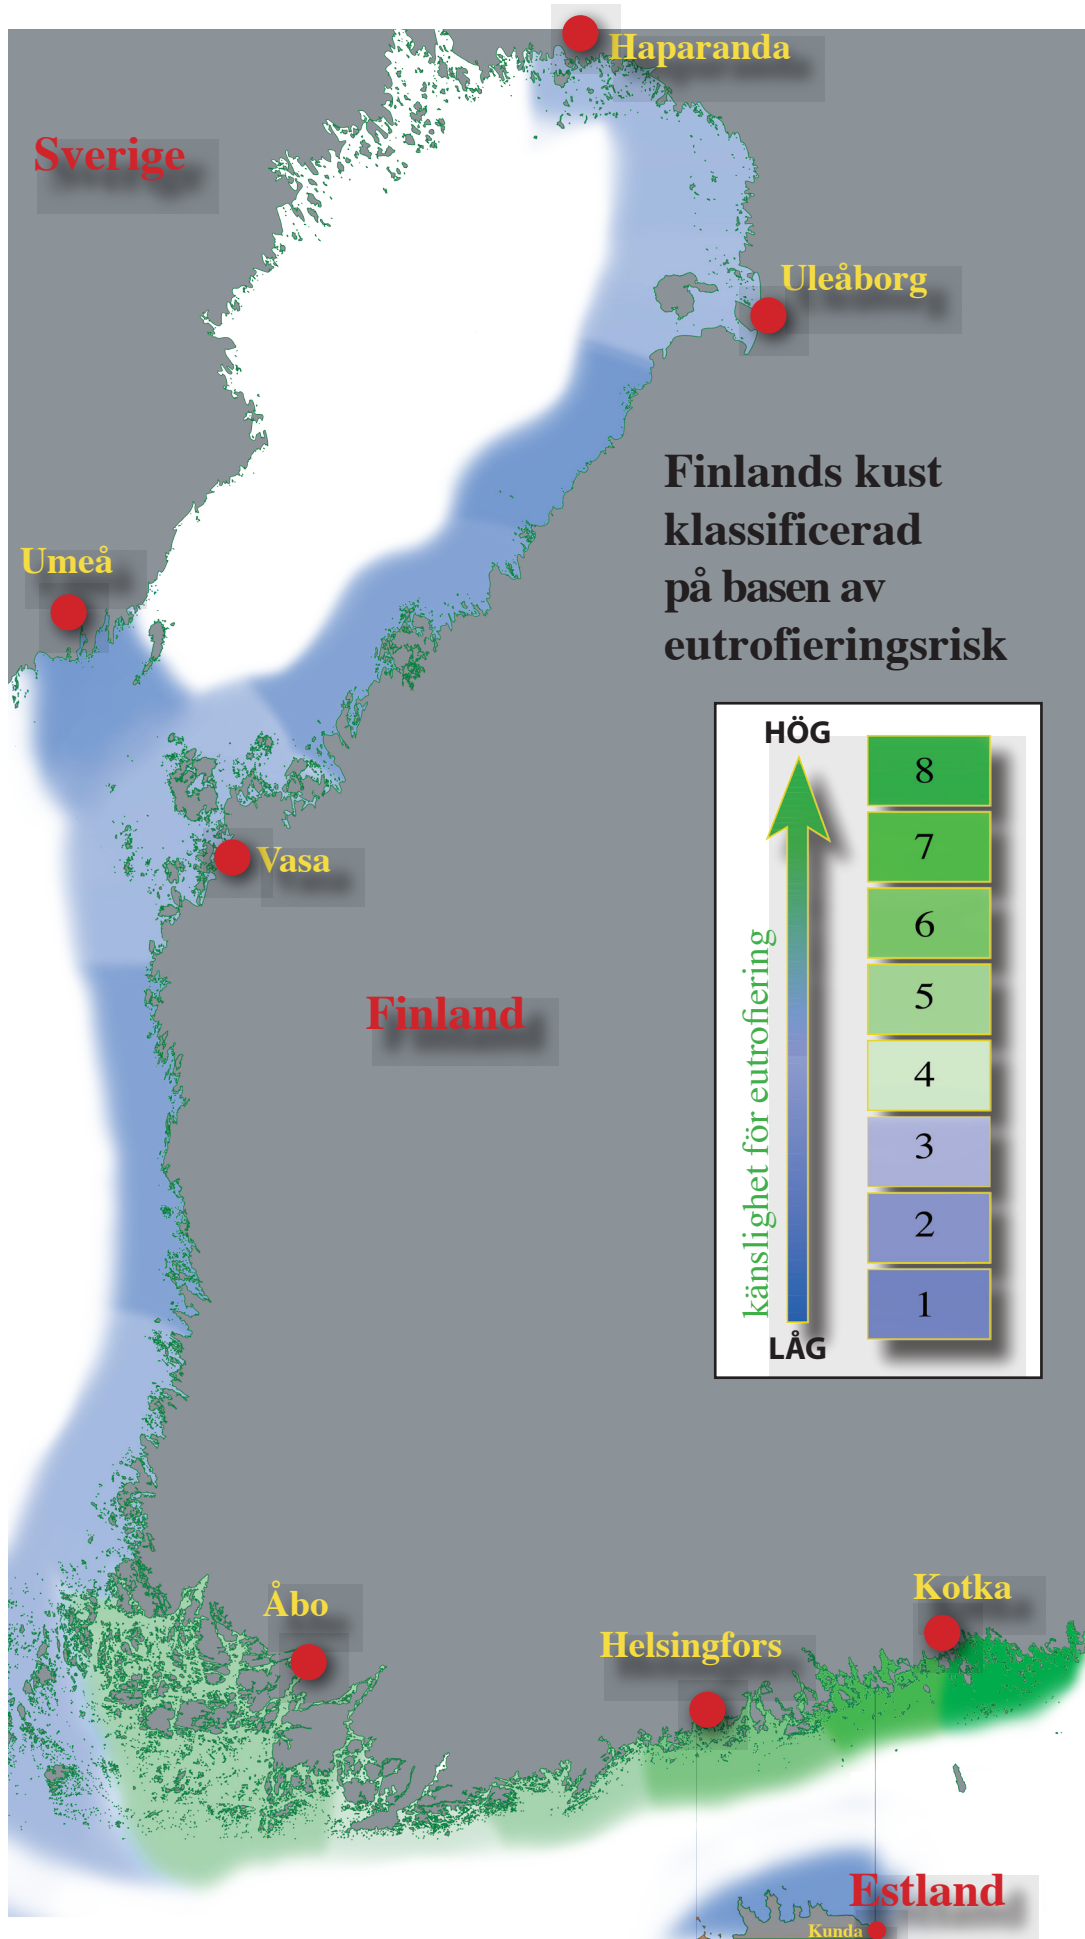 Haparanda
Sverige
Uleåborg
Finlands kust
klassificerad
på basen av
eutrofieringsrisk
Umeå
HÖG
8
7
6
5
4
3
2
1
känslighet för eutrofiering
LÅG
Vasa
Finland
Åbo
Kotka
Helsingfors
Estland
Kunda